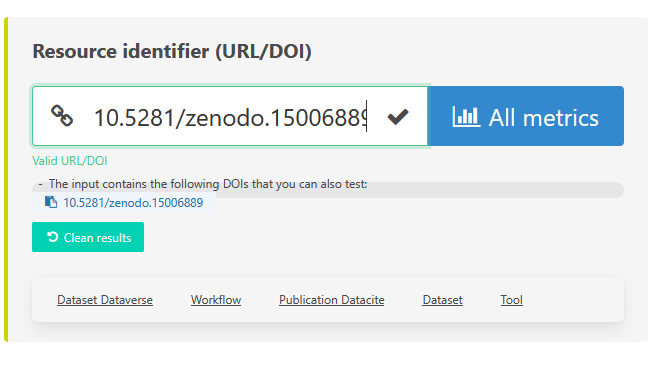 Resource identifier (URL/DOI)
10.5281/zenodo.15006889
All metrics
Valid URL/DOI
- The input contains the following DOIs that you can also test:
10.5281/zenodo.15006889
Clean results
Dataset Dataverse Workflow Publication Datacite Dataset Tool